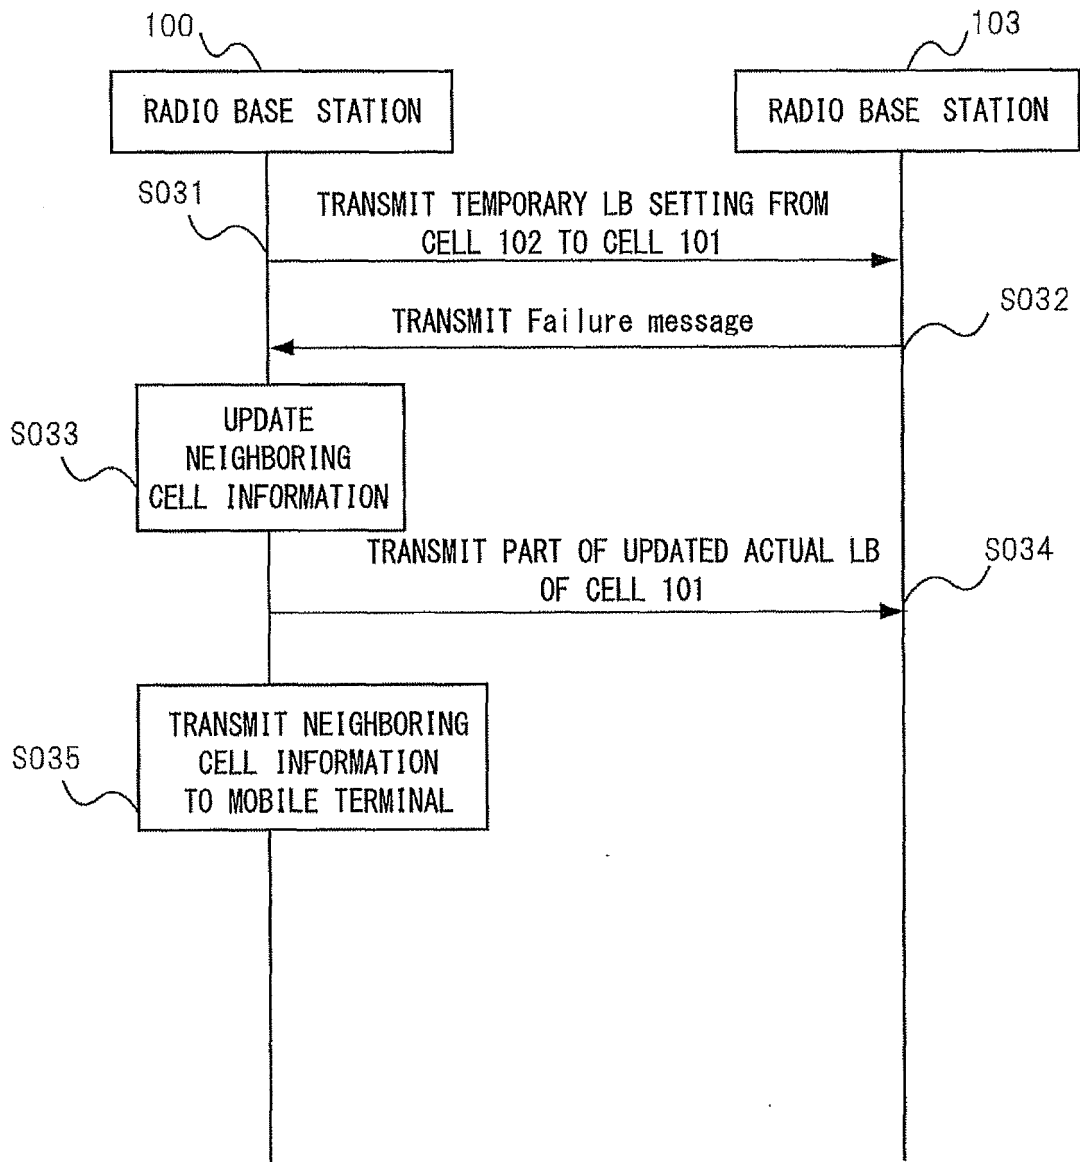 100
103
RADIO BASE STATION
RADIO BASE STATION
S031
TRANSMIT TEMPORARY LB SETTING FROM
CELL 102 TO CELL 101
S032
TRANSMIT Failure message
S033
UPDATE
NEIGHBORING
CELL INFORMATION
TRANSMIT PART OF UPDATED ACTUAL LB
OF CELL 101
S034
S035
TRANSMIT NEIGHBORING
CELL INFORMATION
TO MOBILE TERMINAL